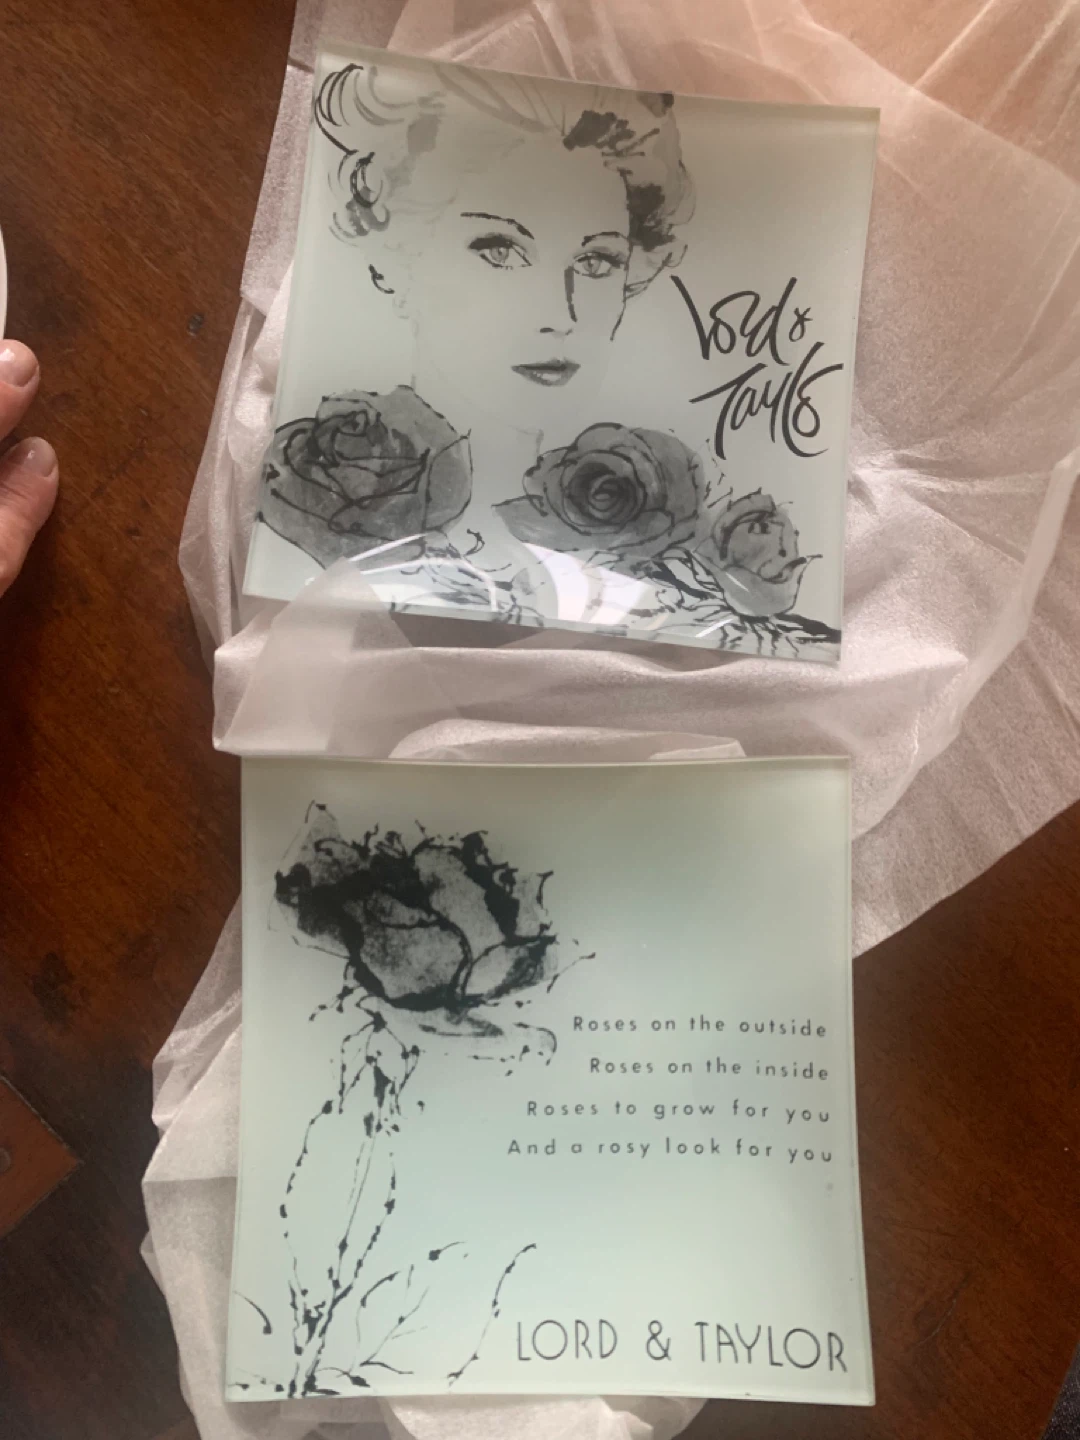 Lord &
Taylor
Roses on the outside
Roses on the inside
Roses to grow for you
And a rosy look for you
LORD & TAYLOR